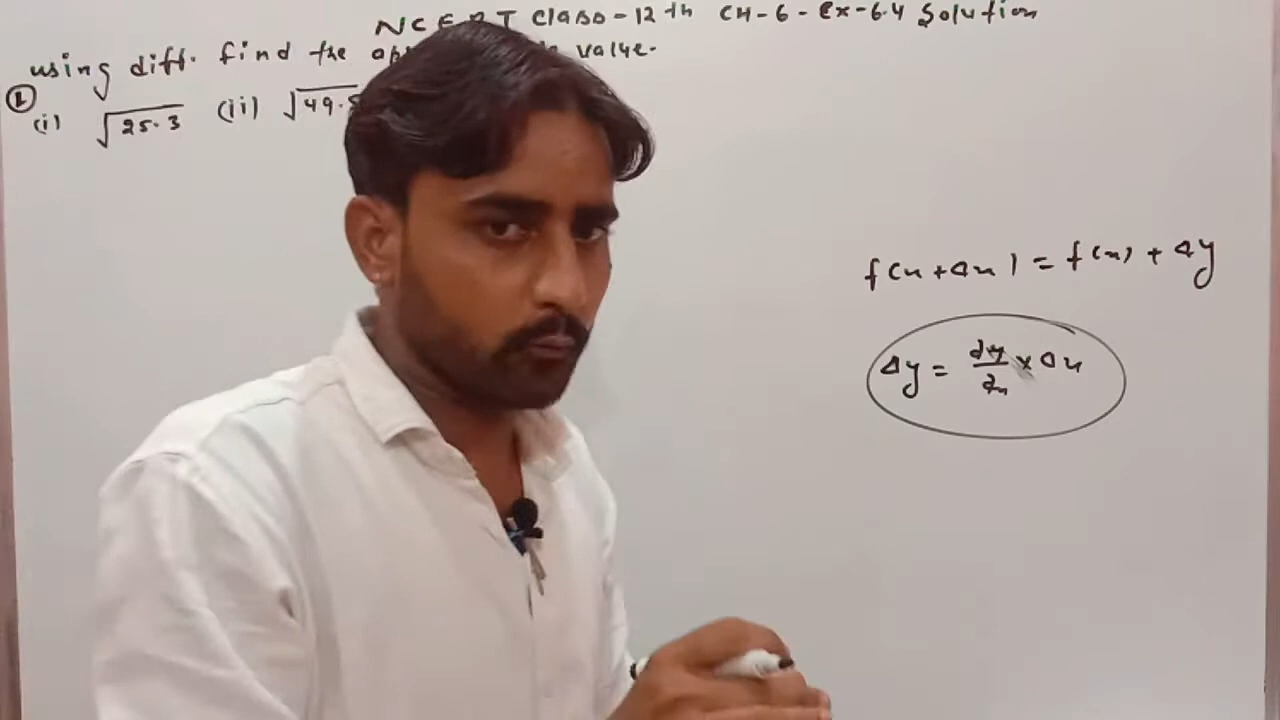 NCERT Class-12th CH-6-Ex-6.4 Solution
using diff. find the value.
① (i) √25.3 (ii) √49.5
f(x+Δx) = f(x) + Δy
Δy = dy/dx × Δx